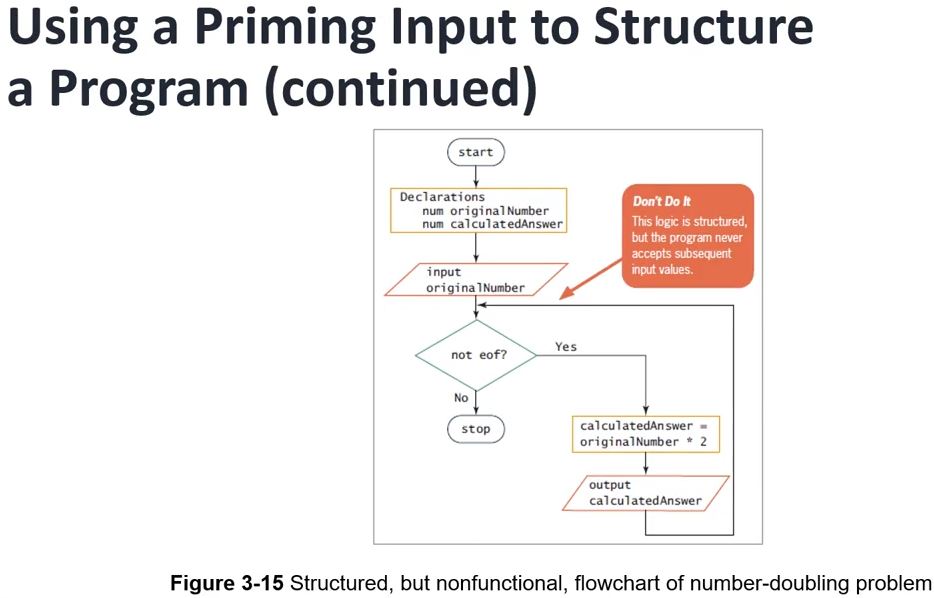 Using a Priming Input to Structure
a Program (continued)
start
Declarations
num originalNumber
num calculatedAnswer
Don't Do It
This logic is structured,
but the program never
accepts subsequent
input values.
input
originalNumber
not eof?
Yes
No
stop
calculatedAnswer =
originalNumber * 2
output
calculatedAnswer
Figure 3-15 Structured, but nonfunctional, flowchart of number-doubling problem